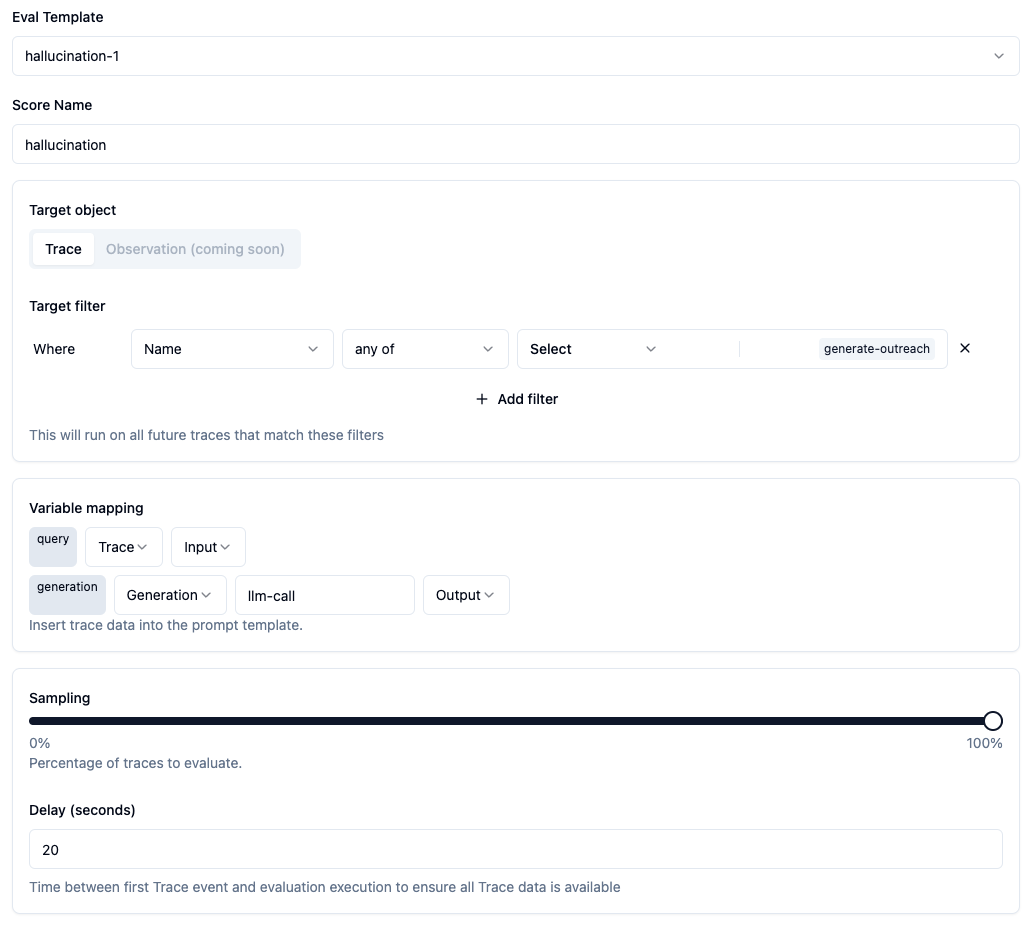 Eval Template
hallucination-1
Score Name
hallucination
Target object
Trace Observation (coming soon)
Target filter
Where Name any of Select generate-outreach
Add filter
This will run on all future traces that match these filters
Variable mapping
query Trace Input
generation Generation llm-call Output
Insert trace data into the prompt template.
Sampling
0% 100%
Percentage of traces to evaluate.
Delay (seconds)
20
Time between first Trace event and evaluation execution to ensure all Trace data is available